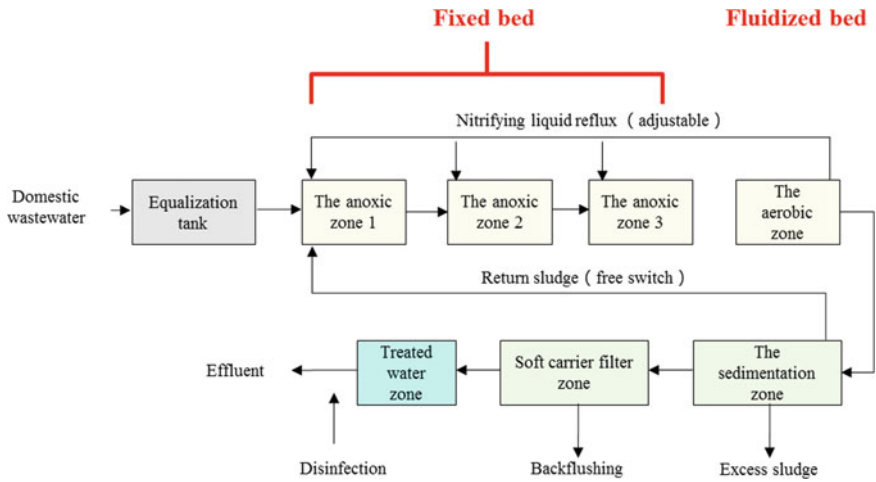 Fixed bed
Fluidized bed
Nitrifying liquid reflux ( adjustable )
Domestic
wastewater
Equalization
tank
The anoxic
zone 1
The anoxic
zone 2
The anoxic
zone 3
The
aerobic
zone
Return sludge ( free switch )
Effluent
Treated
water
zone
Soft carrier filter
zone
The
sedimentation
zone
Disinfection
Backflushing
Excess sludge